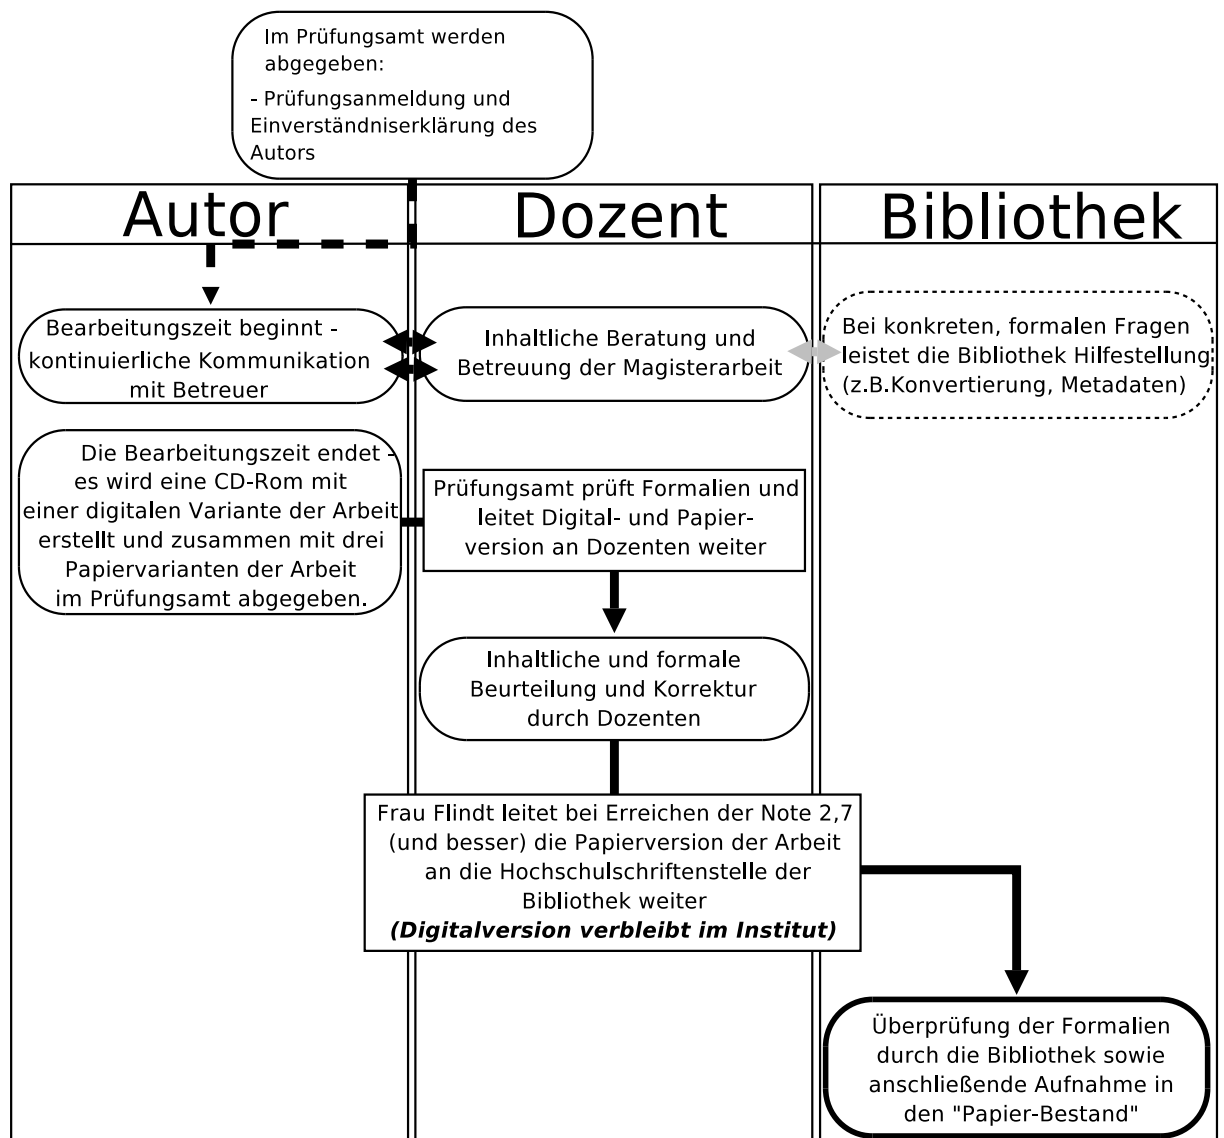 Im Prüfungsamt werden
abgegeben:
- Prüfungsanmeldung und
Einverständniserklärung des
Autors
Autor
Dozent
Bibliothek
Bearbeitungszeit beginnt -
kontinuierliche Kommunikation
mit Betreuer
Inhaltliche Beratung und
Betreuung der Magisterarbeit
Bei konkreten, formalen Fragen
leistet die Bibliothek Hilfestellung
(z.B.Konvertierung, Metadaten)
Die Bearbeitungszeit endet -
es wird eine CD-Rom mit
einer digitalen Variante der Arbeit
erstellt und zusammen mit drei
Papiervarianten der Arbeit
im Prüfungsamt abgegeben.
Prüfungsamt prüft Formalien und
leitet Digital- und Papier-
version an Dozenten weiter
Inhaltliche und formale
Beurteilung und Korrektur
durch Dozenten
Frau Flindt leitet bei Erreichen der Note 2,7
(und besser) die Papierversion der Arbeit
an die Hochschulschriftenstelle der
Bibliothek weiter
(Digitalversion verbleibt im Institut)
Überprüfung der Formalien
durch die Bibliothek sowie
anschließende Aufnahme in
den "Papier-Bestand"